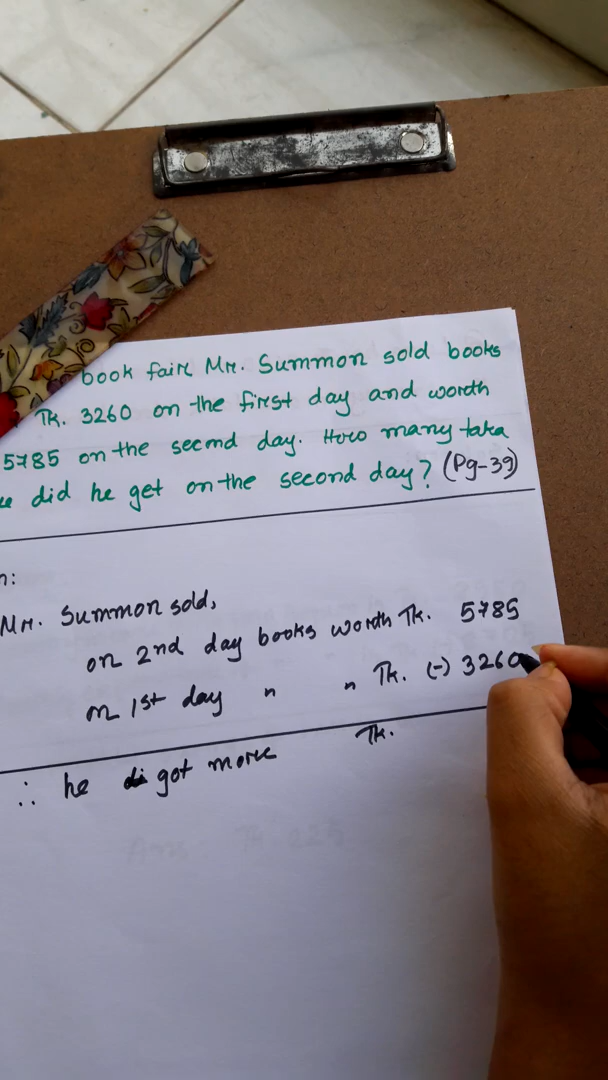 book fair Mr. Summon sold books
Tk. 3260 on the first day and worth
5785 on the second day. How many taka
did he get on the second day? (Pg-39)
n:
Mr. Summon sold,
on 2nd day books worth Tk. 5785
on 1st day " " Tk. (-) 3260
∴ he got more Tk.